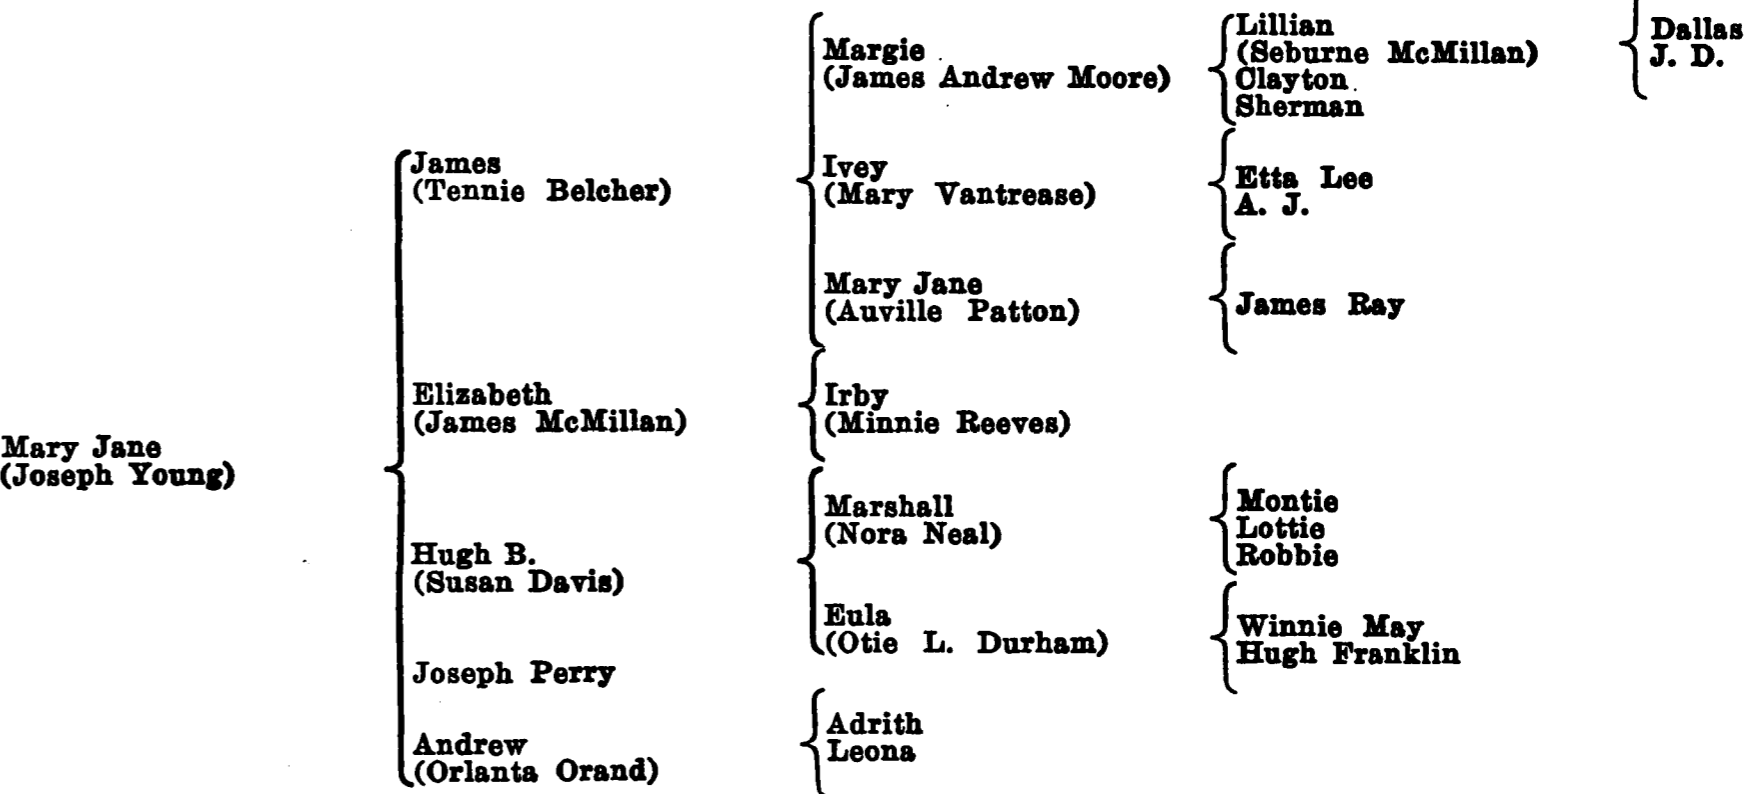 Mary Jane
(Joseph Young)
James
(Tennie Belcher)
Elizabeth
(James McMillan)
Hugh B.
(Susan Davis)
Joseph Perry
Andrew
(Orlanta Orand)
Margie
(James Andrew Moore)
Ivey
(Mary Vantrease)
Mary Jane
(Auville Patton)
Irby
(Minnie Reeves)
Marshall
(Nora Neal)
Eula
(Otie L. Durham)
Adrith
Leona
Lillian
(Seburne McMillan)
Clayton
Sherman
Etta Lee
A. J.
James Ray
Montie
Lottie
Robbie
Winnie May
Hugh Franklin
Dallas
J. D.